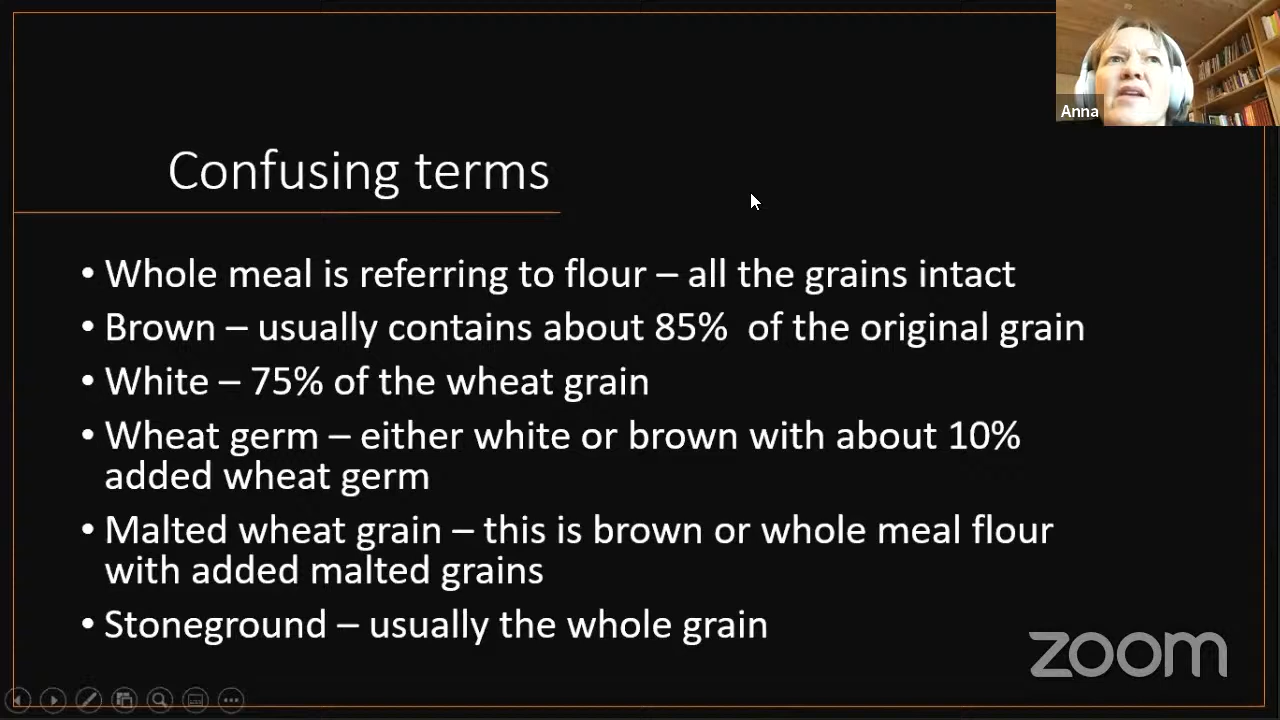 Anna
Confusing terms
• Whole meal is referring to flour – all the grains intact
• Brown – usually contains about 85%  of the original grain
• White – 75% of the wheat grain
• Wheat germ – either white or brown with about 10%
added wheat germ
• Malted wheat grain – this is brown or whole meal flour
with added malted grains
• Stoneground – usually the whole grain
zoom